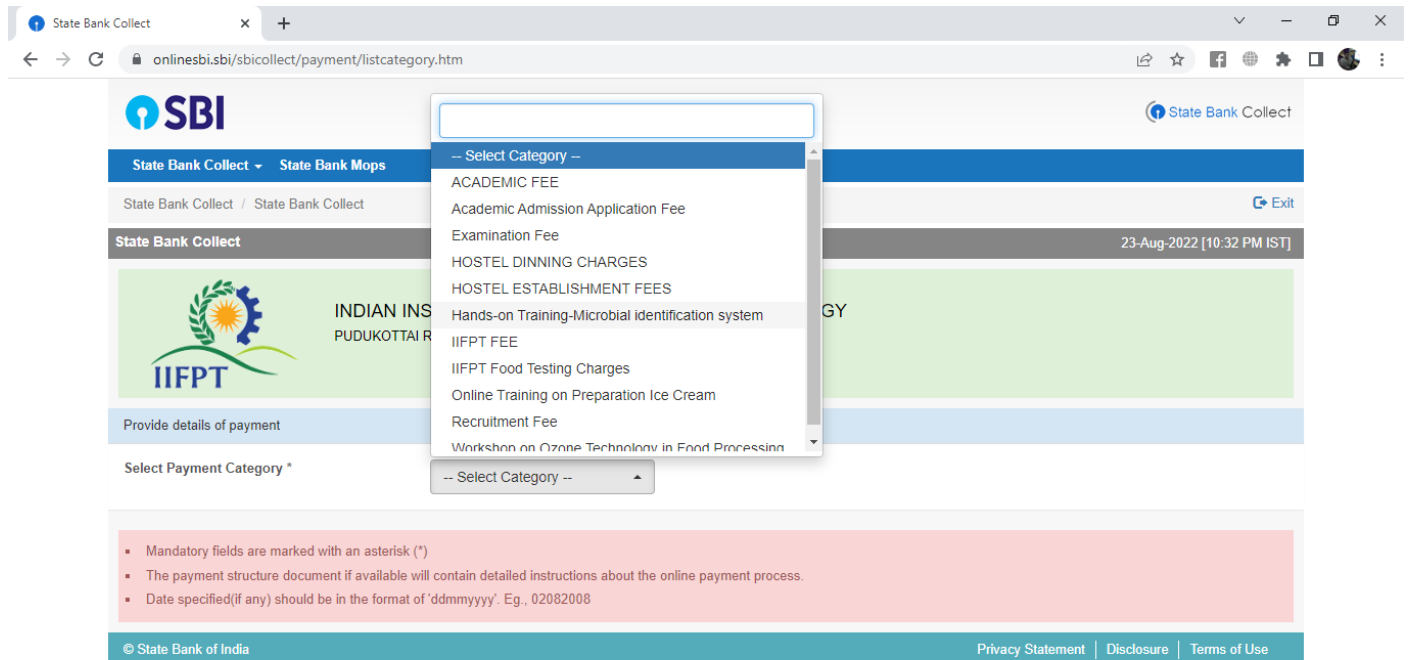 State Bank Collect
onlinesbi.sbi/sbicollect/payment/listcategory.htm
SBI
State Bank Collect
State Bank Collect State Bank Mops
State Bank Collect / State Bank Collect
Exit
State Bank Collect
23-Aug-2022 [10:32 PM IST]
IIFPT
INDIAN INS
GY
PUDUKOTTAI R
-- Select Category --
ACADEMIC FEE
Academic Admission Application Fee
Examination Fee
HOSTEL DINNING CHARGES
HOSTEL ESTABLISHMENT FEES
Hands-on Training-Microbial identification system
IIFPT FEE
IIFPT Food Testing Charges
Online Training on Preparation Ice Cream
Recruitment Fee
Workshop on Ozone Technology in Food Processing
Provide details of payment
Select Payment Category *
-- Select Category --
Mandatory fields are marked with an asterisk (*)
The payment structure document if available will contain detailed instructions about the online payment process.
Date specified(if any) should be in the format of 'ddmmyyyy'. Eg., 02082008
© State Bank of India
Privacy Statement | Disclosure | Terms of Use